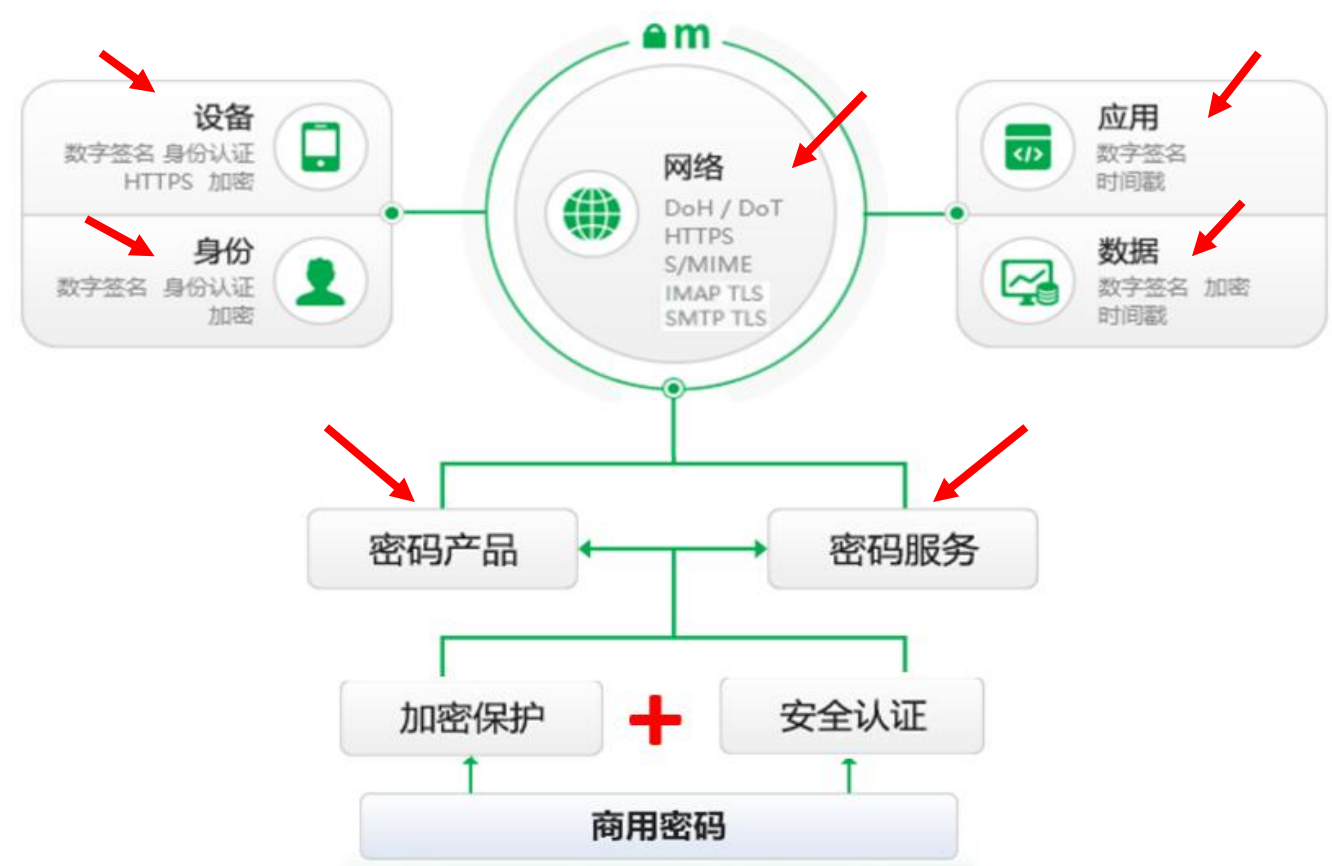 m
设备
数字签名 身份认证
HTTPS 加密
身份
数字签名 身份认证
加密
网络
DoH / DoT
HTTPS
S/MIME
IMAP TLS
SMTP TLS
应用
</>
数字签名
时间戳
数据
数字签名 加密
时间戳
密码产品
密码服务
加密保护
安全认证
商用密码